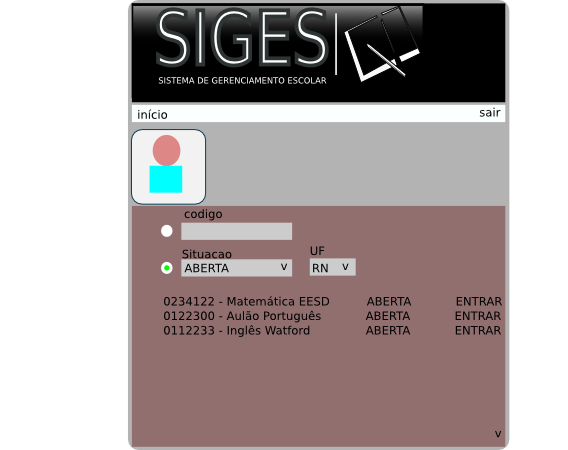 SIGES
SISTEMA DE GERENCIAMENTO ESCOLAR
início sair
codigo
Situacao UF
ABERTA v RN v
0234122 - Matemática EESD ABERTA ENTRAR
0122300 - Aulão Português ABERTA ENTRAR
0112233 - Inglês Watford ABERTA ENTRAR
v